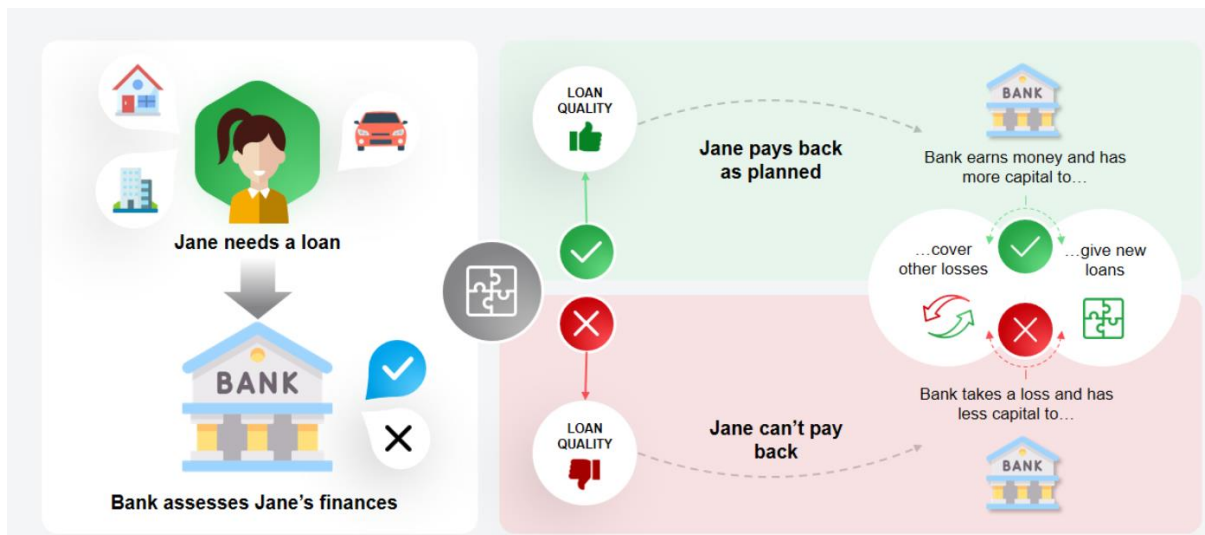 Jane needs a loan
BANK
Bank assesses Jane’s finances
LOAN
QUALITY
Jane pays back
as planned
BANK
Bank earns money and has
more capital to…
…cover
other losses
…give new
loans
LOAN
QUALITY
Jane can’t pay
back
Bank takes a loss and has
less capital to…
BANK